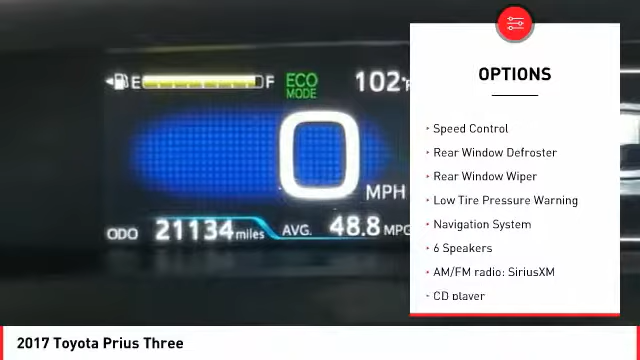 E F
ECO
MODE
102°F
0
MPH
ODO 21134 miles
AVG. 48.8 MPG
OPTIONS
Speed Control
Rear Window Defroster
Rear Window Wiper
Low Tire Pressure Warning
Navigation System
6 Speakers
AM/FM radio: SiriusXM
CD player
2017 Toyota Prius Three